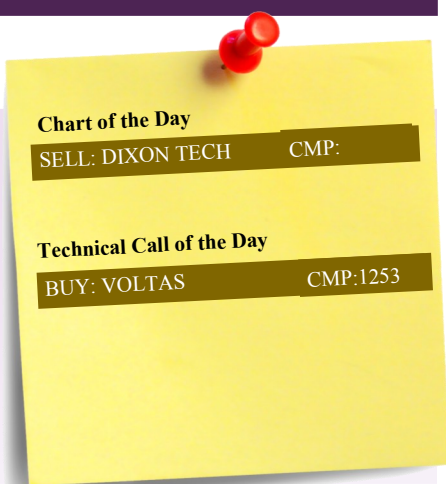 Chart of the Day
SELL: DIXON TECH CMP:
Technical Call of the Day
BUY: VOLTAS CMP:1253